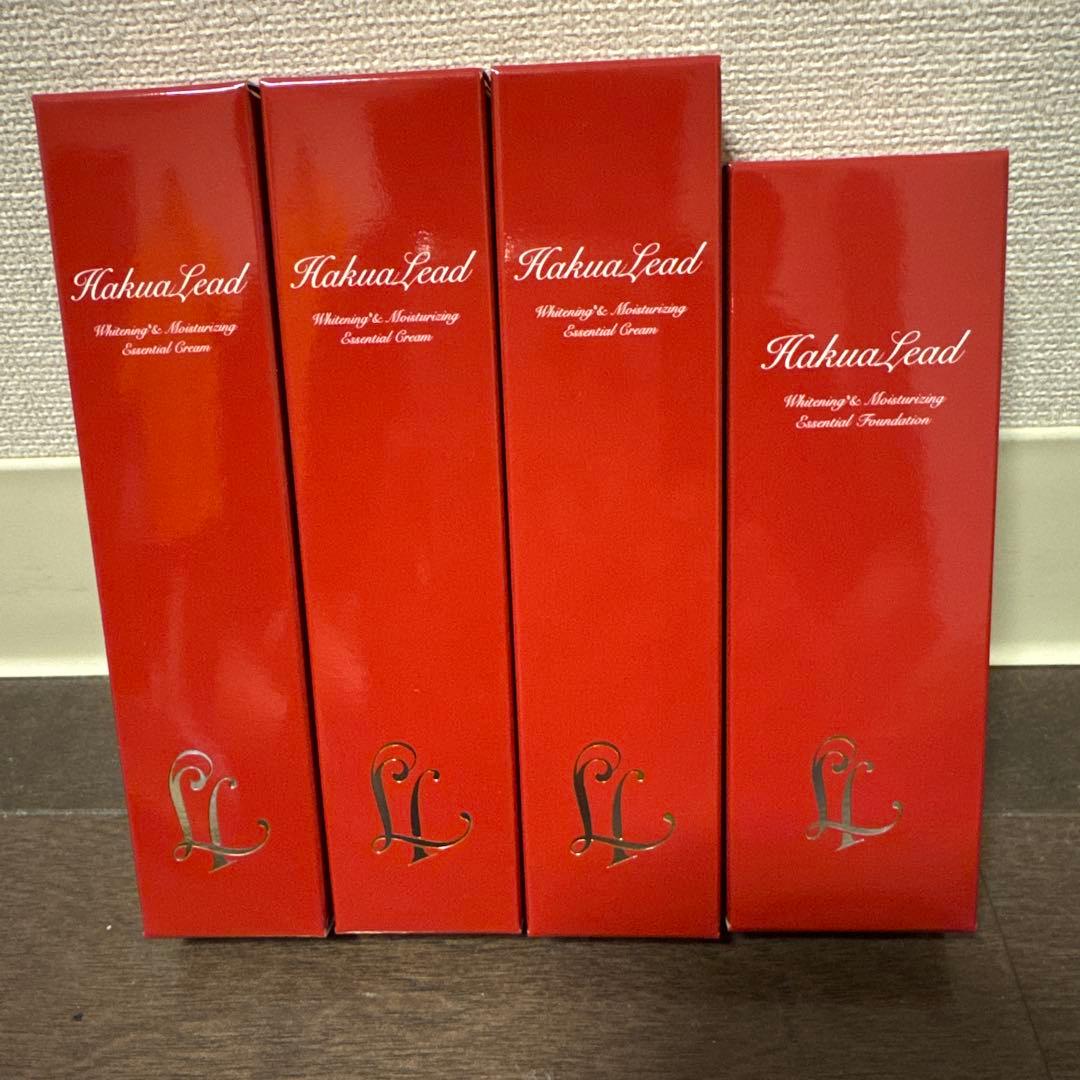 HakuaLead
Whitening*& Moisturizing
Essential Cream
HakuaLead
Whitening*& Moisturizing
Essential Cream
HakuaLead
Whitening*& Moisturizing
Essential Cream
HakuaLead
Whitening*& Moisturizing
Essential Foundation